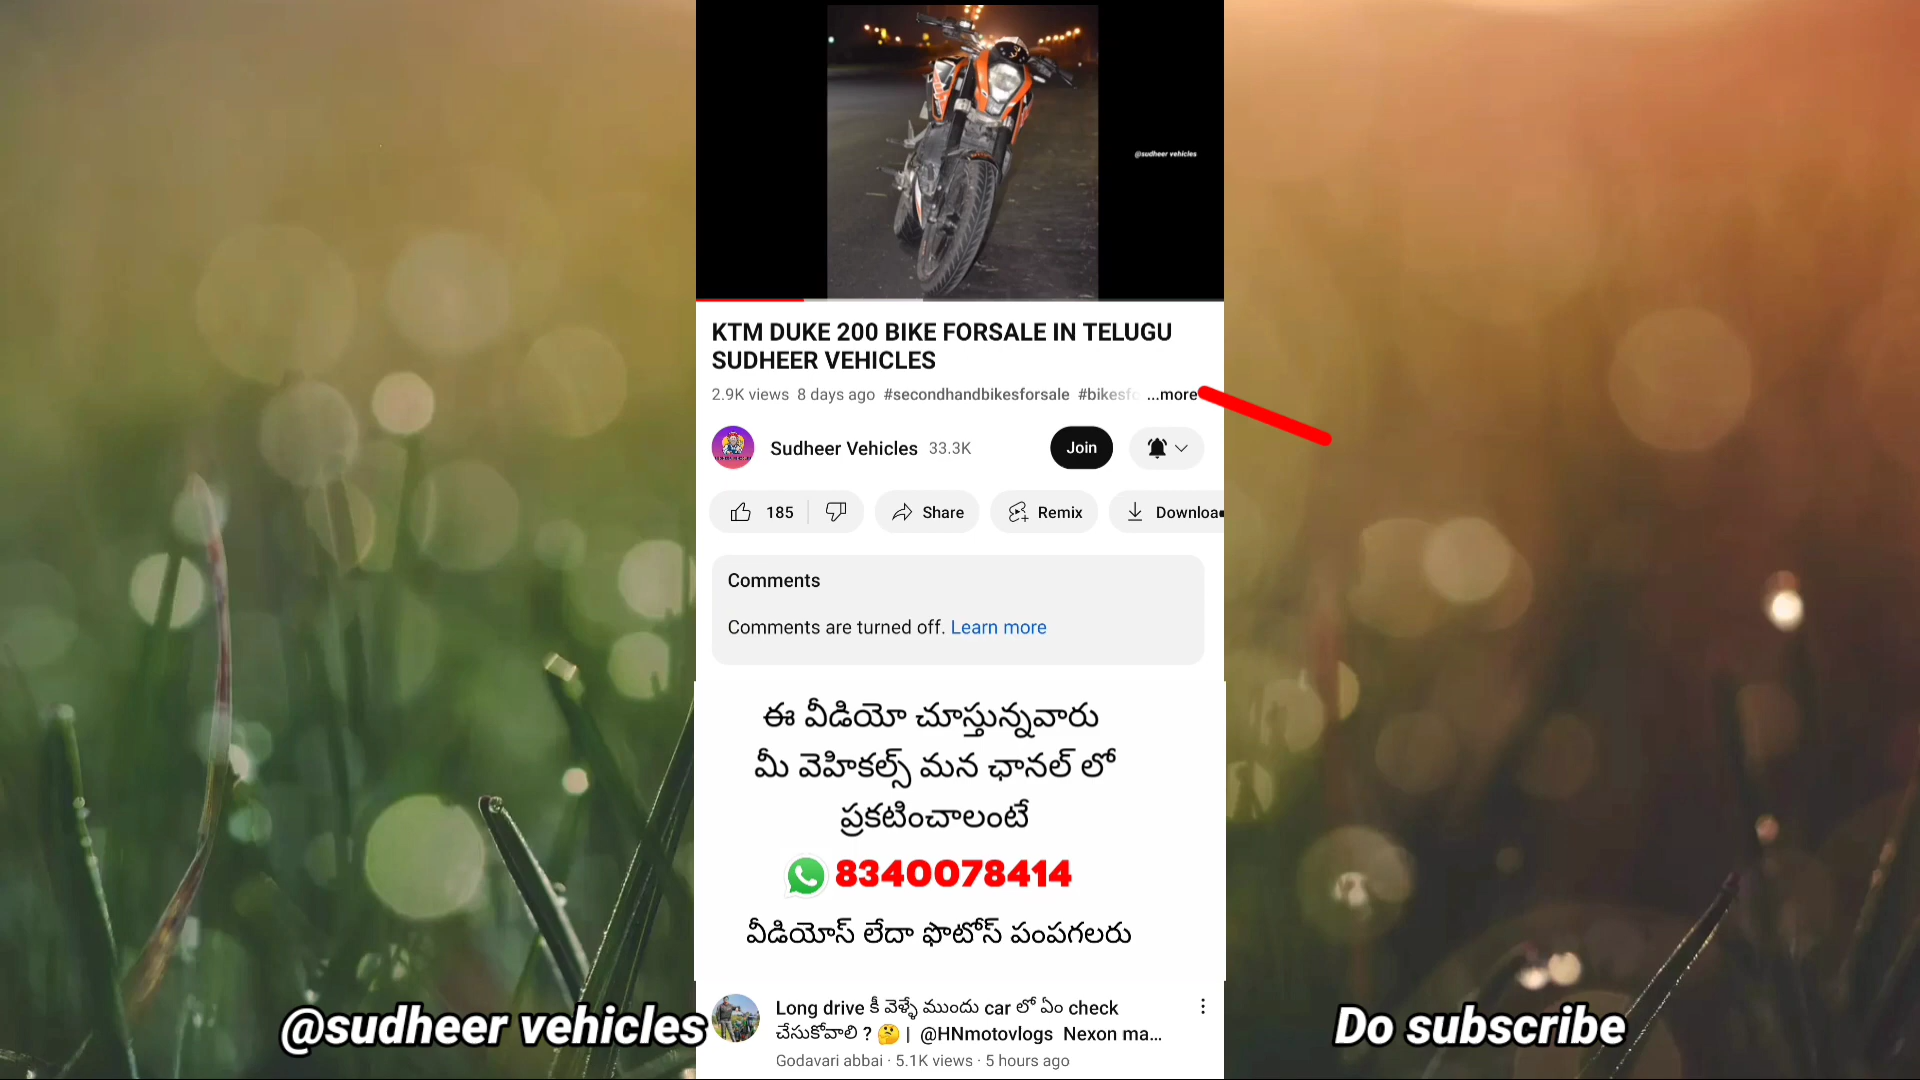 @sudheer vehicles
KTM DUKE 200 BIKE FORSALE IN TELUGU
SUDHEER VEHICLES
2.9K views 8 days ago #secondhandbikesforsale #bikesfo ...more
Sudheer Vehicles 33.3K Join
185 Share Remix Downloa
Comments
Comments are turned off. Learn more
ఈ వీడియో చూస్తున్నవారు
మీ వెహికల్స్ మన ఛానల్ లో
ప్రకటించాలంటే
8340078414
వీడియోస్ లేదా ఫొటోస్ పంపగలరు
Long drive కీ వెళ్ళే ముందు car లో ఏం check
చేసుకోవాలి ? 🤔 | @HNmotovlogs Nexon ma...
Godavari abbai · 5.1K views · 5 hours ago
@sudheer vehicles
Do subscribe